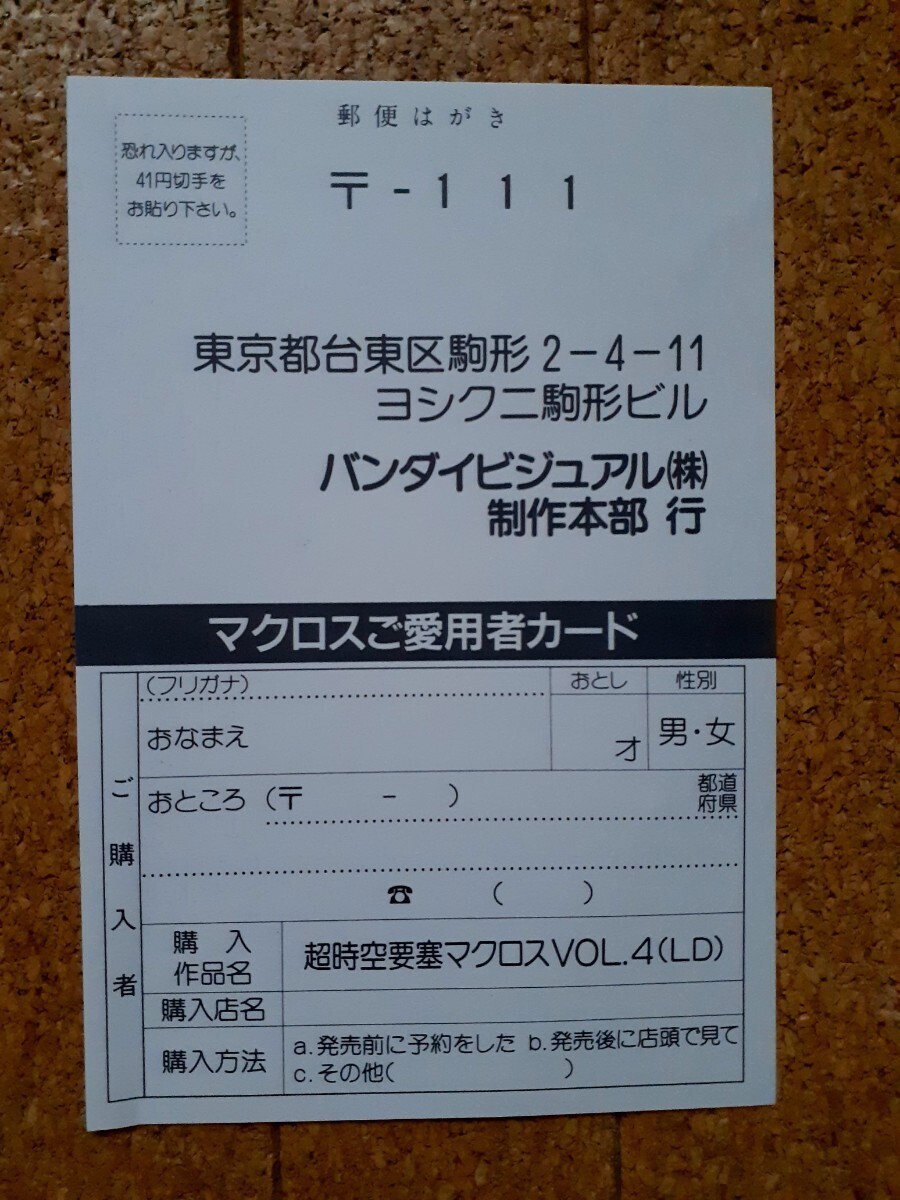 郵便はがき
恐れ入りますが、
41円切手を
お貼り下さい。
〒-111
東京都台東区駒形2-4-11
ヨシクニ駒形ビル
バンダイビジュアル㈱
制作本部 行
マクロスご愛用者カード
ご購入者
(フリガナ)
おなまえ
おとし
才
性別
男・女
おところ (〒 - )
都道
府県
☎ ( )
購入
作品名
超時空要塞マクロスVOL.4(LD)
購入店名
購入方法
a.発売前に予約をした b.発売後に店頭で見て
c.その他( )